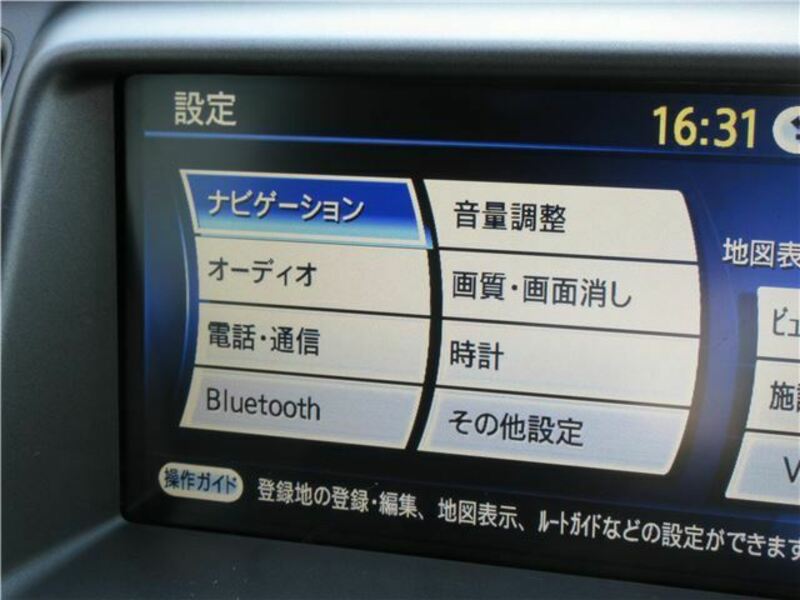 設定
16:31
ナビゲーション
オーディオ
電話・通信
Bluetooth
音量調整
画質・画面消し
時計
その他設定
地図表
ビュ
施設
V
操作ガイド
登録地の登録・編集、地図表示、ルートガイドなどの設定ができます